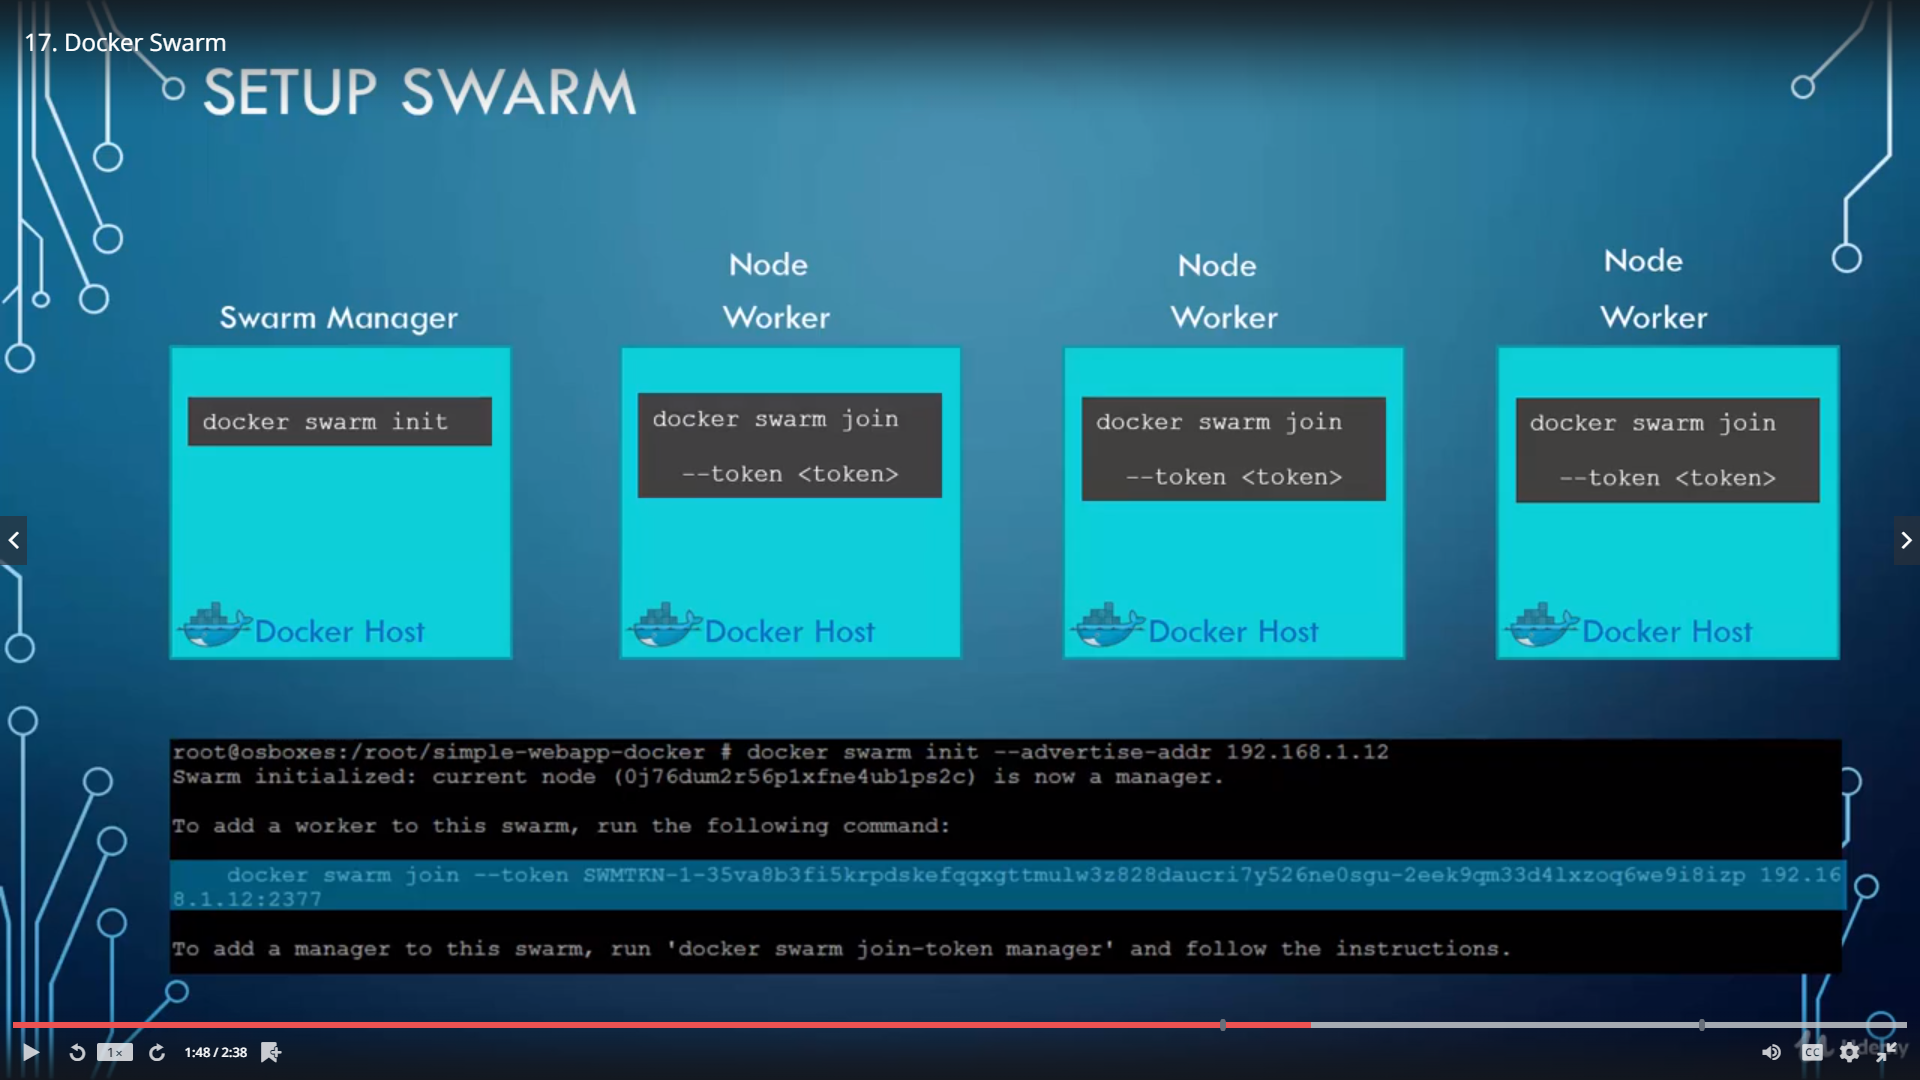 17. Docker Swarm
SETUP SWARM
Swarm Manager
docker swarm init
Docker Host
Node
Worker
docker swarm join
--token <token>
Docker Host
Node
Worker
docker swarm join
--token <token>
Docker Host
Node
Worker
docker swarm join
--token <token>
Docker Host
root@osboxes:/root/simple-webapp-docker # docker swarm init --advertise-addr 192.168.1.12
Swarm initialized: current node (0j76dum2r56p1xfne4ub1ps2c) is now a manager.
To add a worker to this swarm, run the following command:
docker swarm join --token SWMTKN-1-35va8b3fi5krpdskefqqxgttmulw3z828daucri7y526ne0sgu-2eek9qm33d4lxzoq6we9i8izp 192.16
8.1.12:2377
To add a manager to this swarm, run 'docker swarm join-token manager' and follow the instructions.
1x
1:48 / 2:38
CC
Udemy